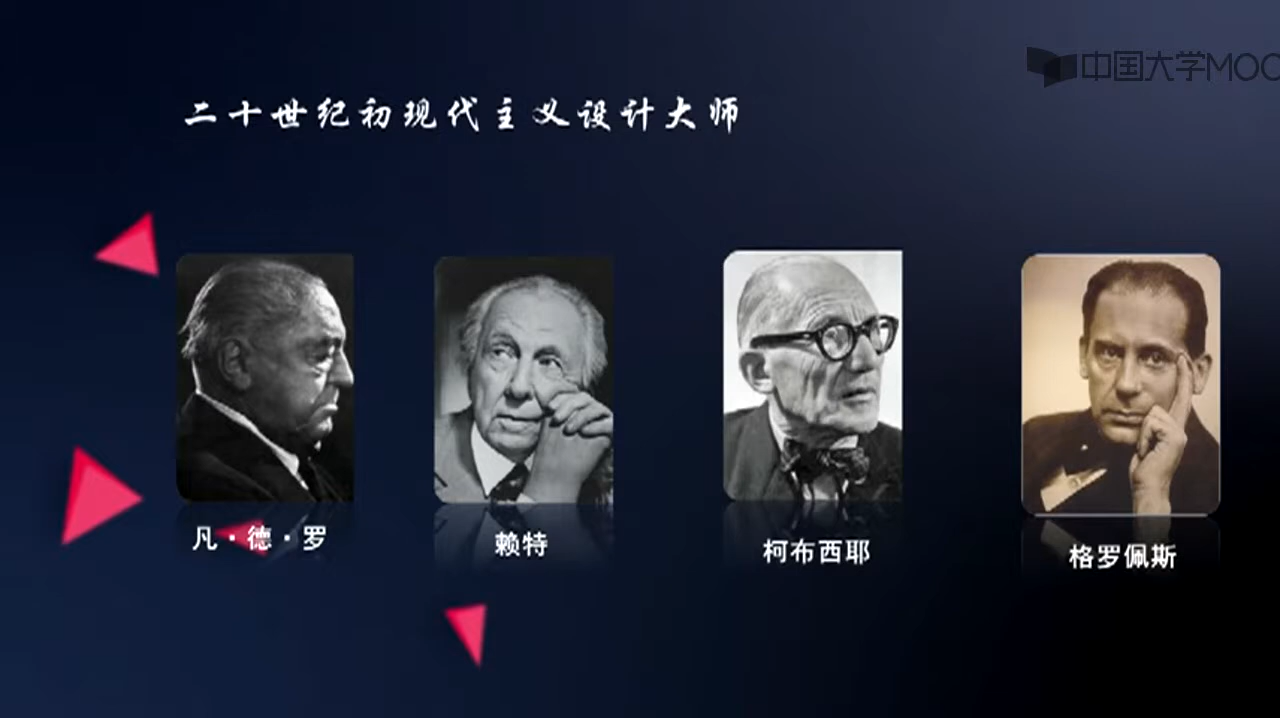 中国大学MOO
二十世纪初现代主义设计大师
凡·德·罗
赖特
柯布西耶
格罗佩斯